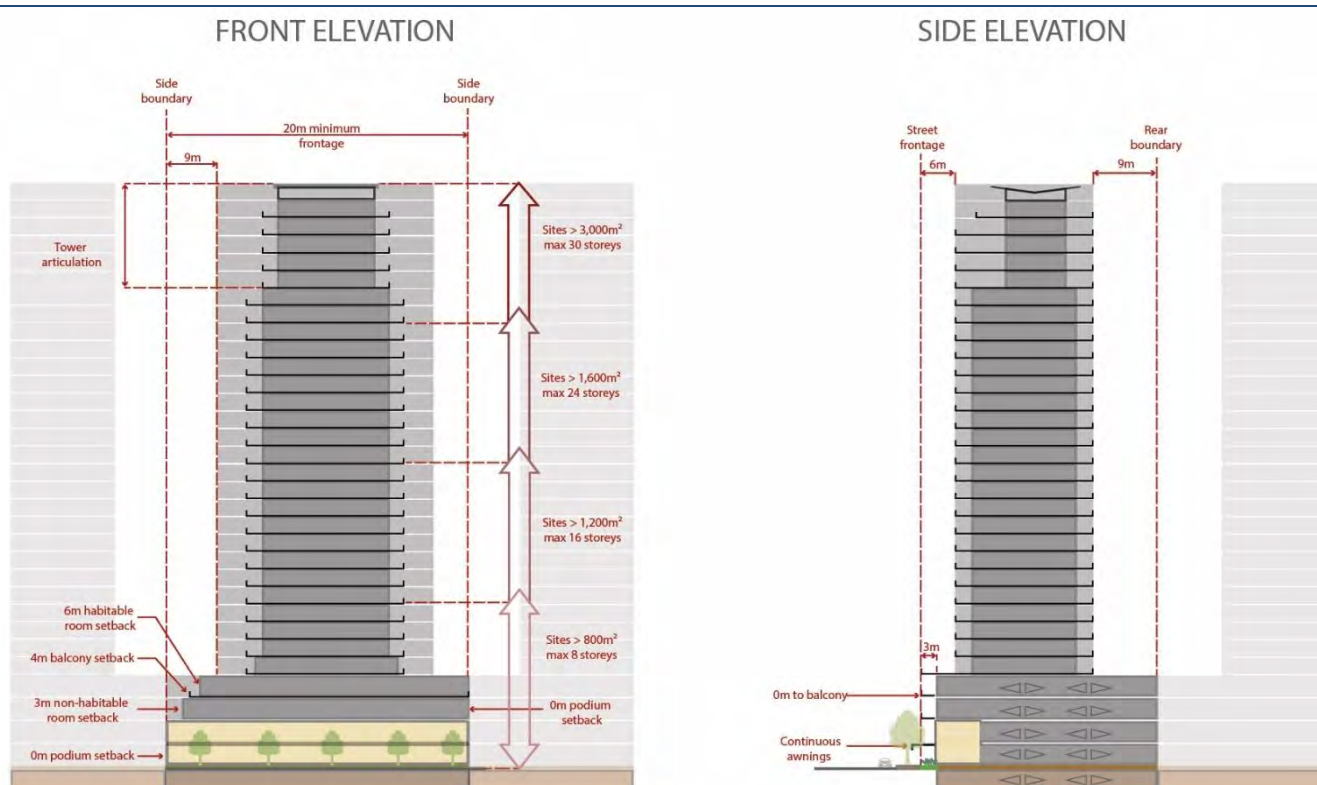 FRONT ELEVATION
SIDE ELEVATION
Side
boundary
Side
boundary
20m minimum
frontage
9m
Tower
articulation
Sites > 3,000m²
max 30 storeys
Sites > 1,600m²
max 24 storeys
Sites > 1,200m²
max 16 storeys
Sites > 800m²
max 8 storeys
6m habitable
room setback
4m balcony setback
3m non-habitable
room setback
0m podium setback
0m podium
setback
Street
frontage
Rear
boundary
6m
9m
3m
0m to balcony
Continuous
awnings